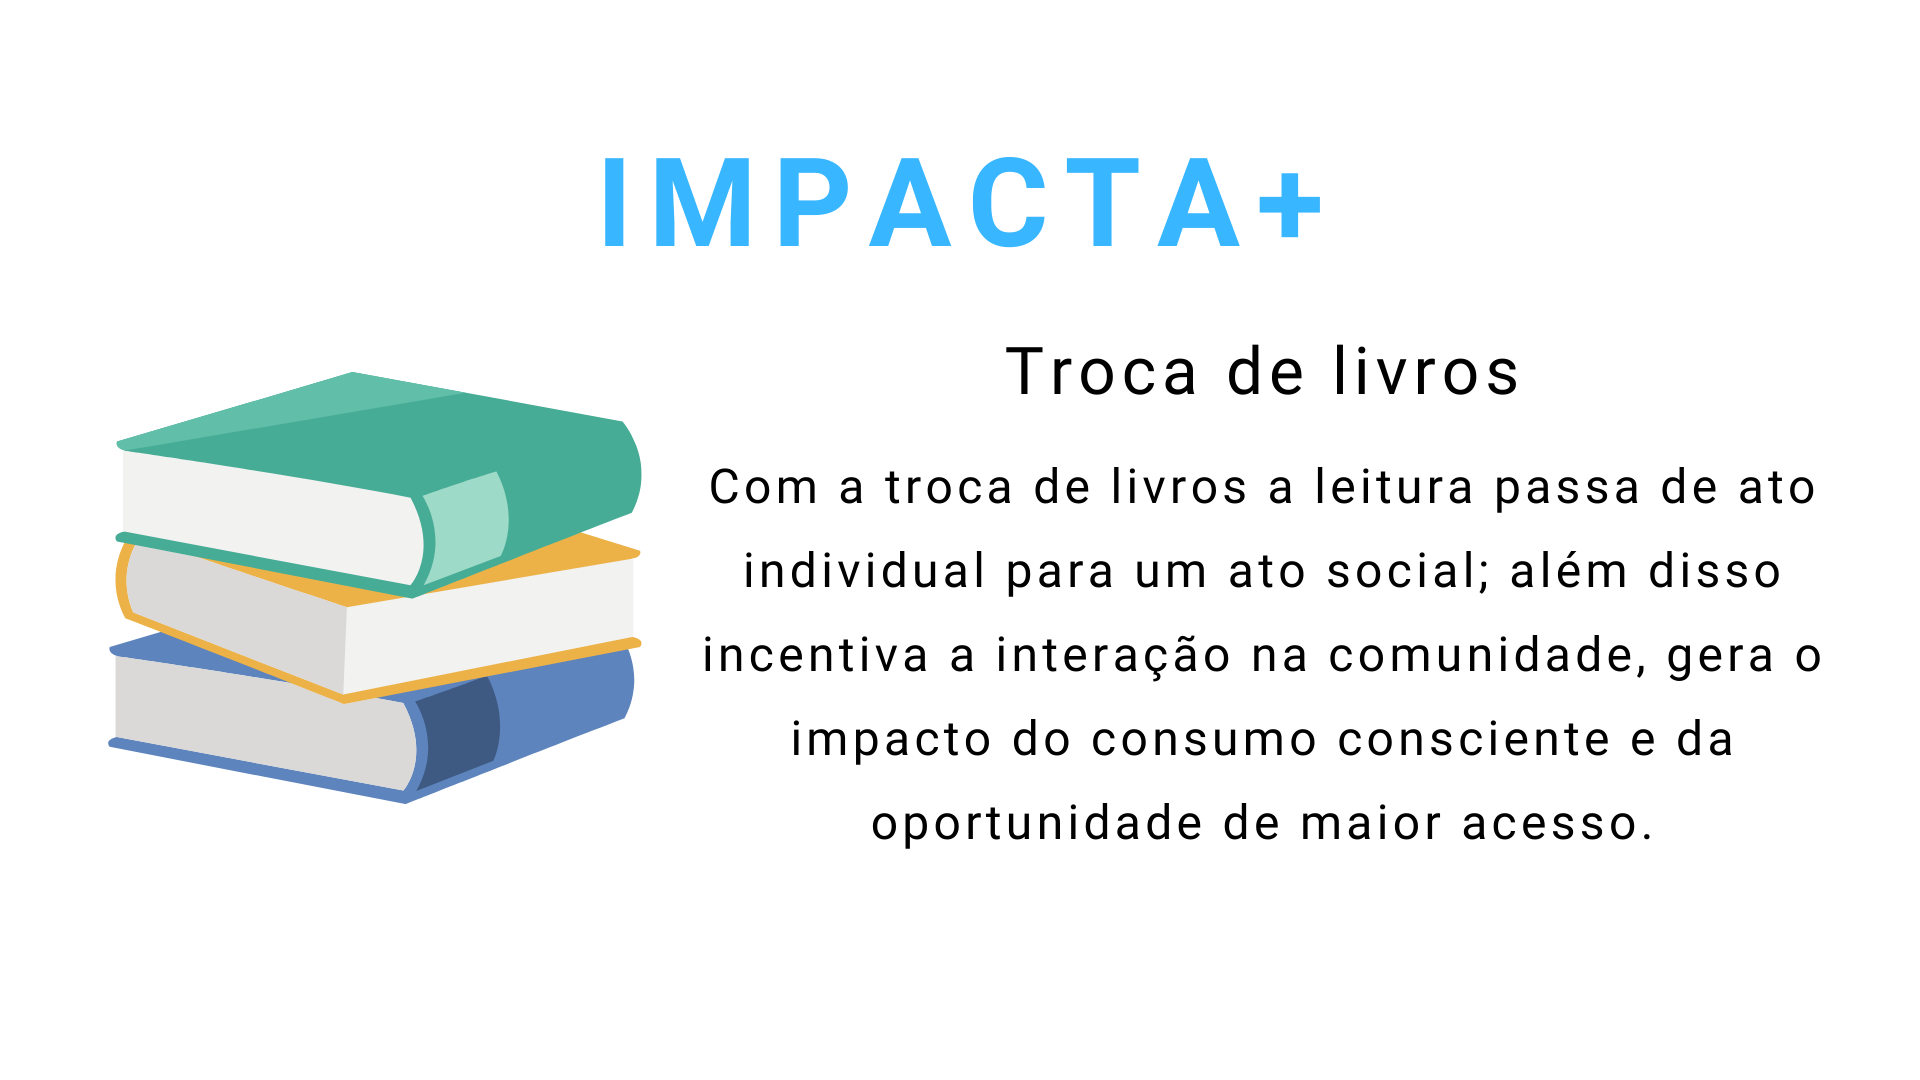 IMPACTA+
Troca de livros
Com a troca de livros a leitura passa de ato
individual para um ato social; além disso
incentiva a interação na comunidade, gera o
impacto do consumo consciente e da
oportunidade de maior acesso.